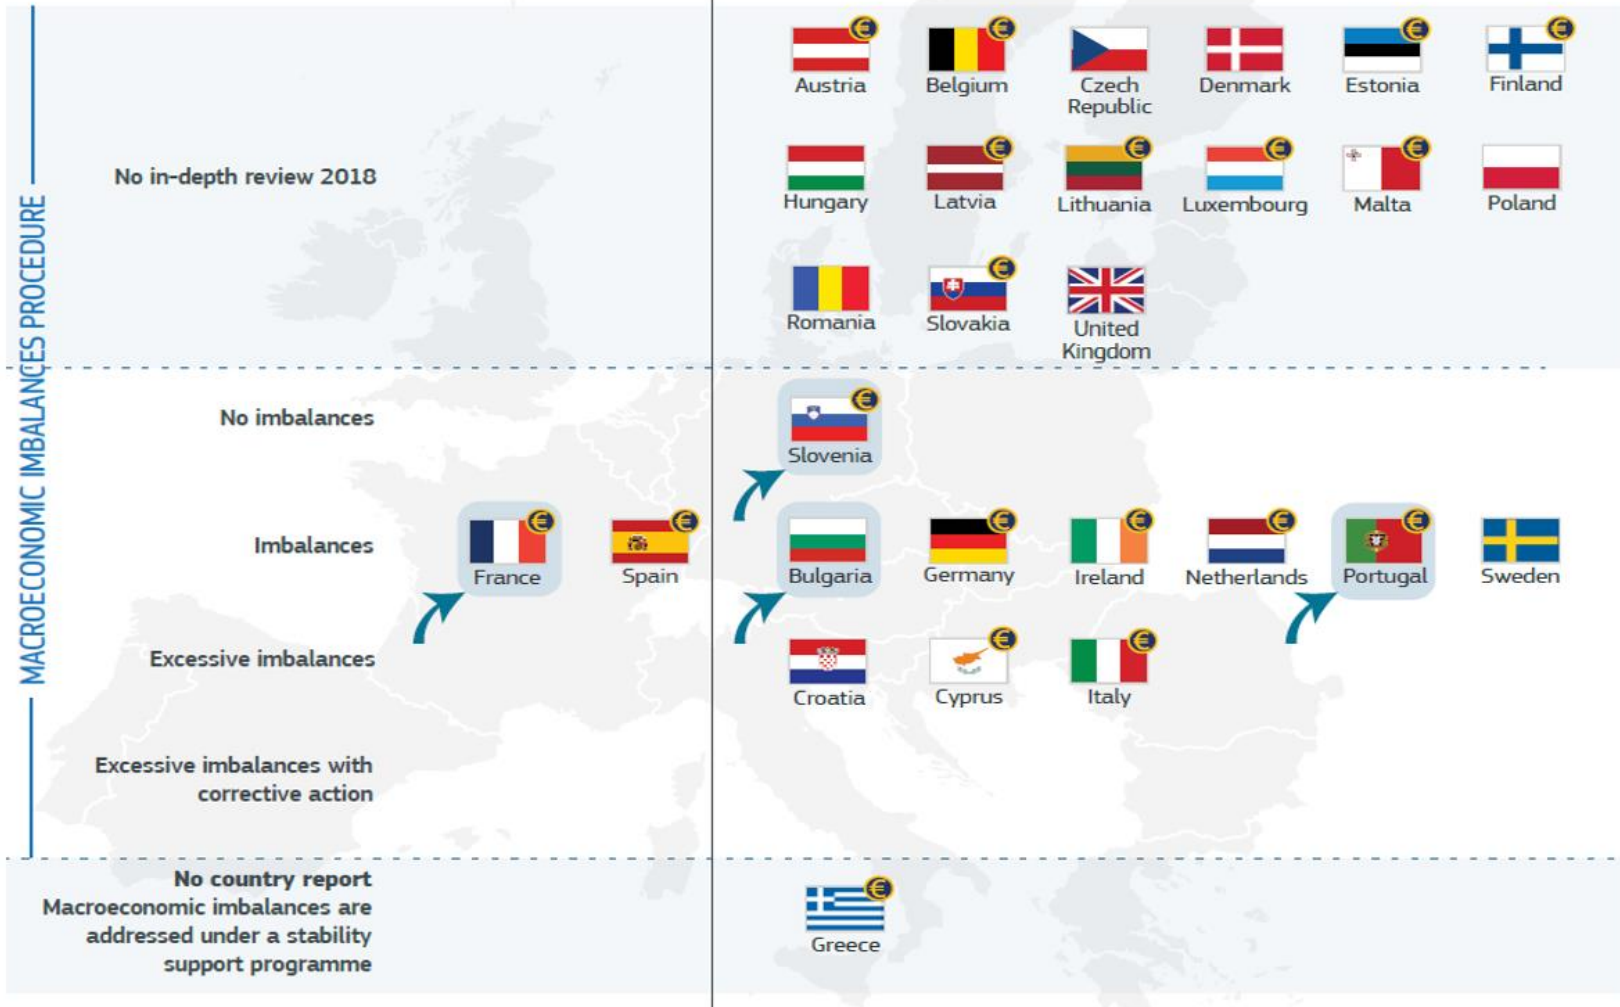 MACROECONOMIC IMBALANCES PROCEDURE
No in-depth review 2018
Austria
Belgium
Czech
Republic
Denmark
Estonia
Finland
Hungary
Latvia
Lithuania
Luxembourg
Malta
Poland
Romania
Slovakia
United
Kingdom
No imbalances
Slovenia
Imbalances
France
Spain
Bulgaria
Germany
Ireland
Netherlands
Portugal
Sweden
Excessive imbalances
Croatia
Cyprus
Italy
Excessive imbalances with
corrective action
No country report
Macroeconomic imbalances are
addressed under a stability
support programme
Greece